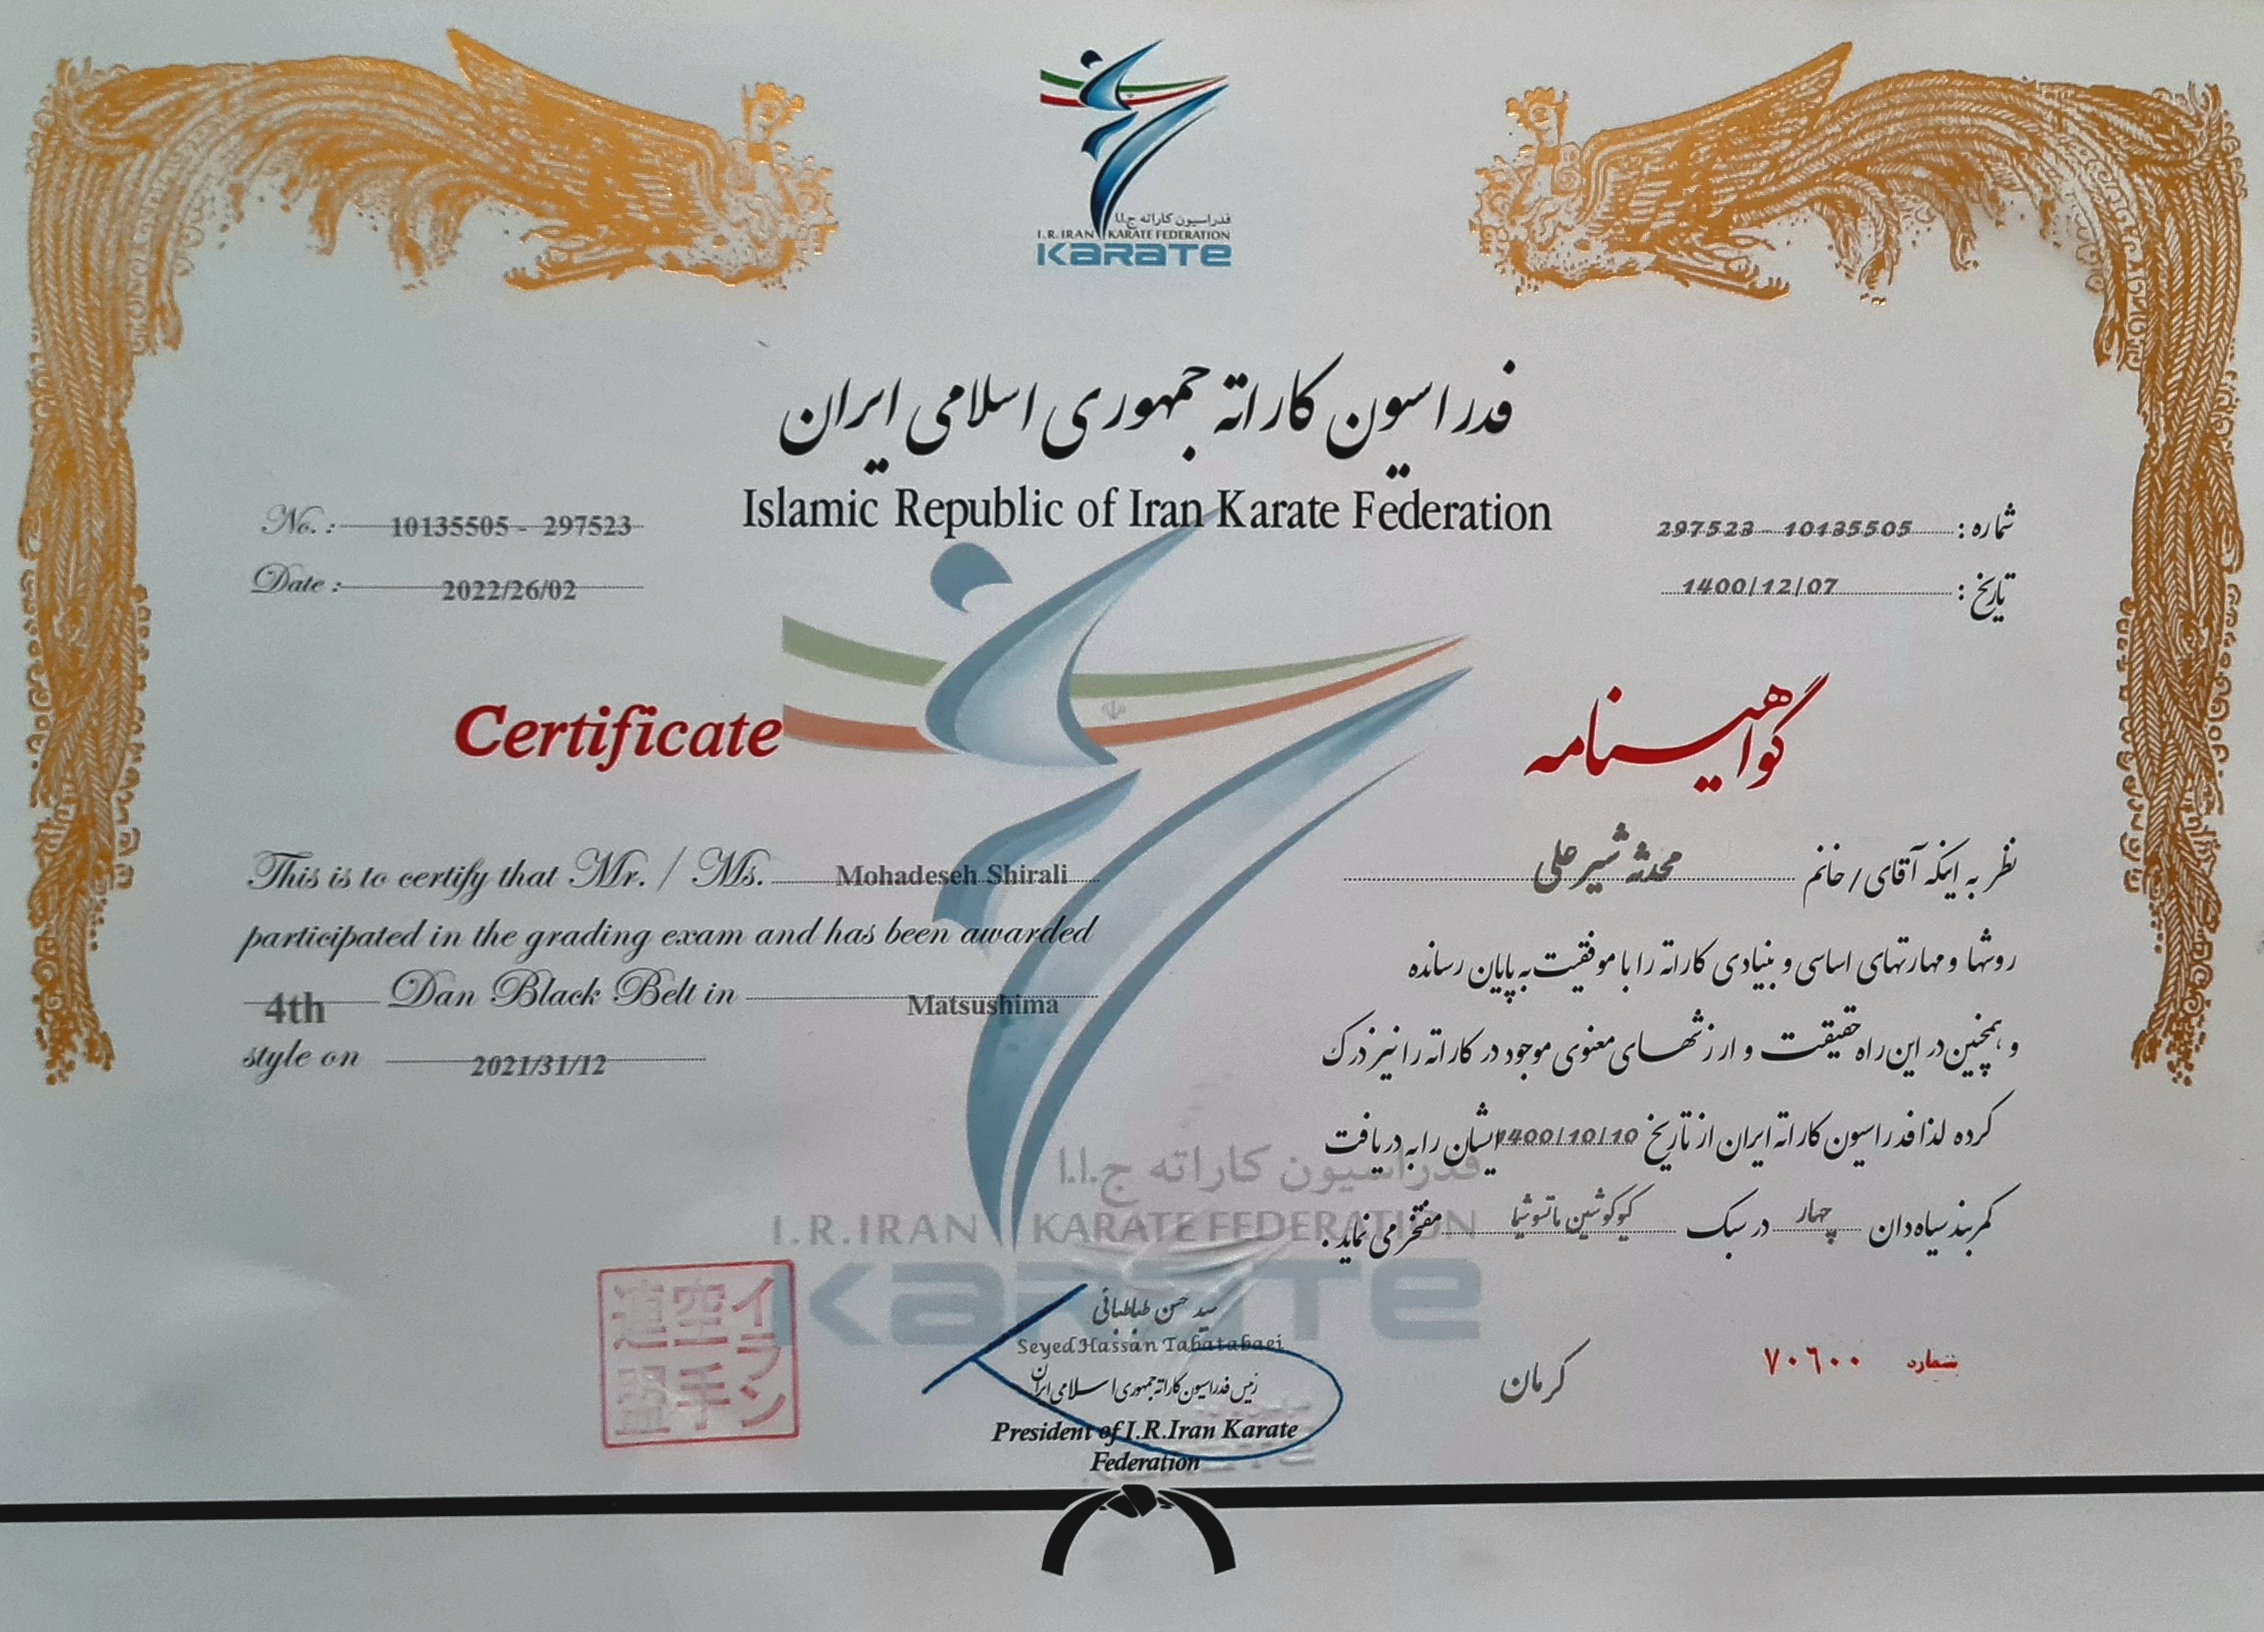 فدراسیون کاراته ج.ا.ا
I.R.IRAN KARATE FEDERATION
KARATE
فدراسیون کاراته جمهوری اسلامی ایران
Islamic Republic of Iran Karate Federation
No. : 10135505 - 297523
Date : 2022/26/02
شماره : 297523 - 10135505
تاریخ : 1400/12/07
Certificate
This is to certify that Mr. / Ms. Mohadeseh Shirali
participated in the grading exam and has been awarded
4th Dan Black Belt in Matsushima
style on 2021/31/12
گواهینامه
نظر به اینکه آقای / خانم محدثه شیرعلی
روشها و مهارتهای اساسی و بنیادی کاراته را با موفقیت به پایان رسانده
و همچنین در این راه حقیقت و ارزشهای معنوی موجود در کاراته را نیز درک
کرده لذا فدراسیون کاراته ایران از تاریخ 1400/10/10 ایشان را به دریافت
کمربند سیاه دان چهار در سبک کیوکوشین ماتسوشیما مفتخر می نماید .
فدراسیون کاراته ج.ا.ا
I.R.IRAN KARATE FEDERATION
KARATE
イラン
空手
連盟
سید حسن طباطبائی
Seyed Hassan Tabatabaei
رئیس فدراسیون کاراته جمهوری اسلامی ایران
President of I.R.Iran Karate
Federation
کرمان
شماره ۷۰۶۰۰